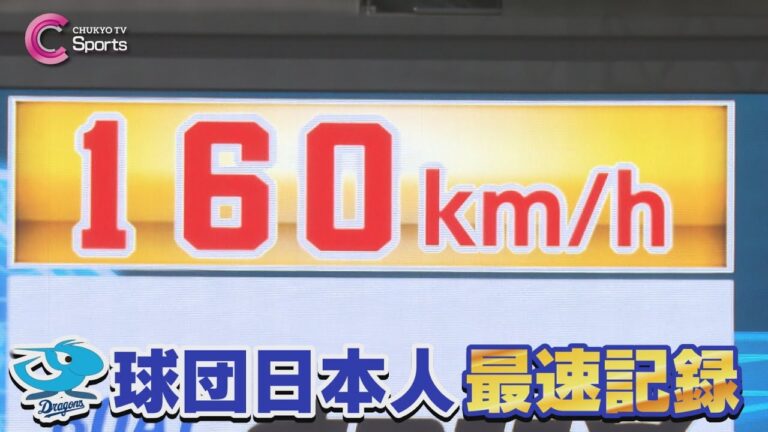 CHUKYO TV
Sports
160km/h
Dragons
球団日本人最速記録